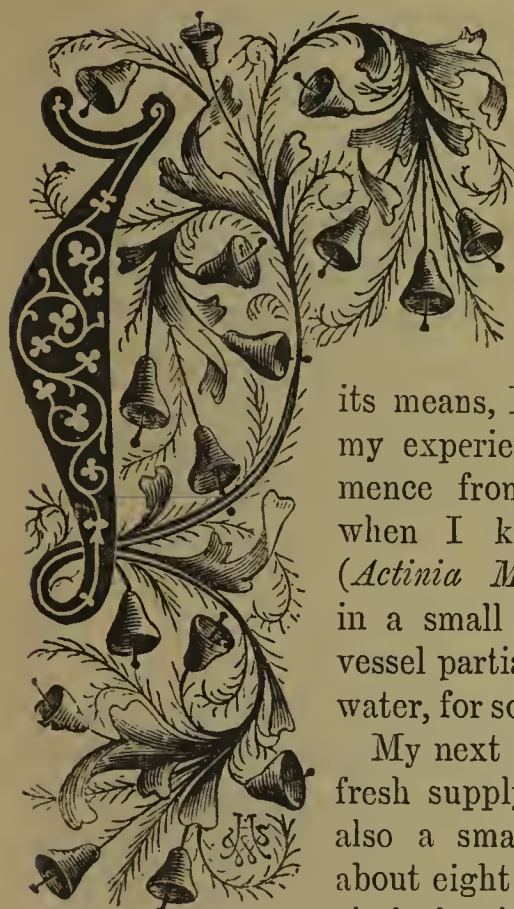 I
its means, I
my experie
mence from
when I k
(Actinia M
in a small
vessel partia
water, for so
My next
fresh supply
also a sma
about eight